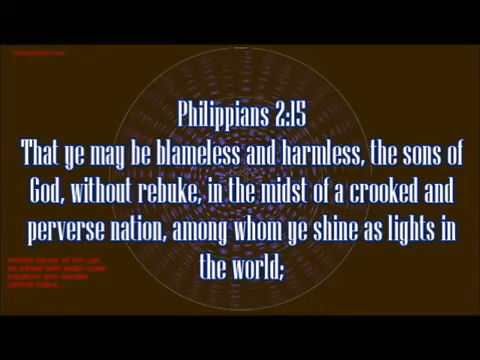 Philippians 2:15
That ye may be blameless and harmless, the sons of
God, without rebuke, in the midst of a crooked and
perverse nation, among whom ye shine as lights in
the world;